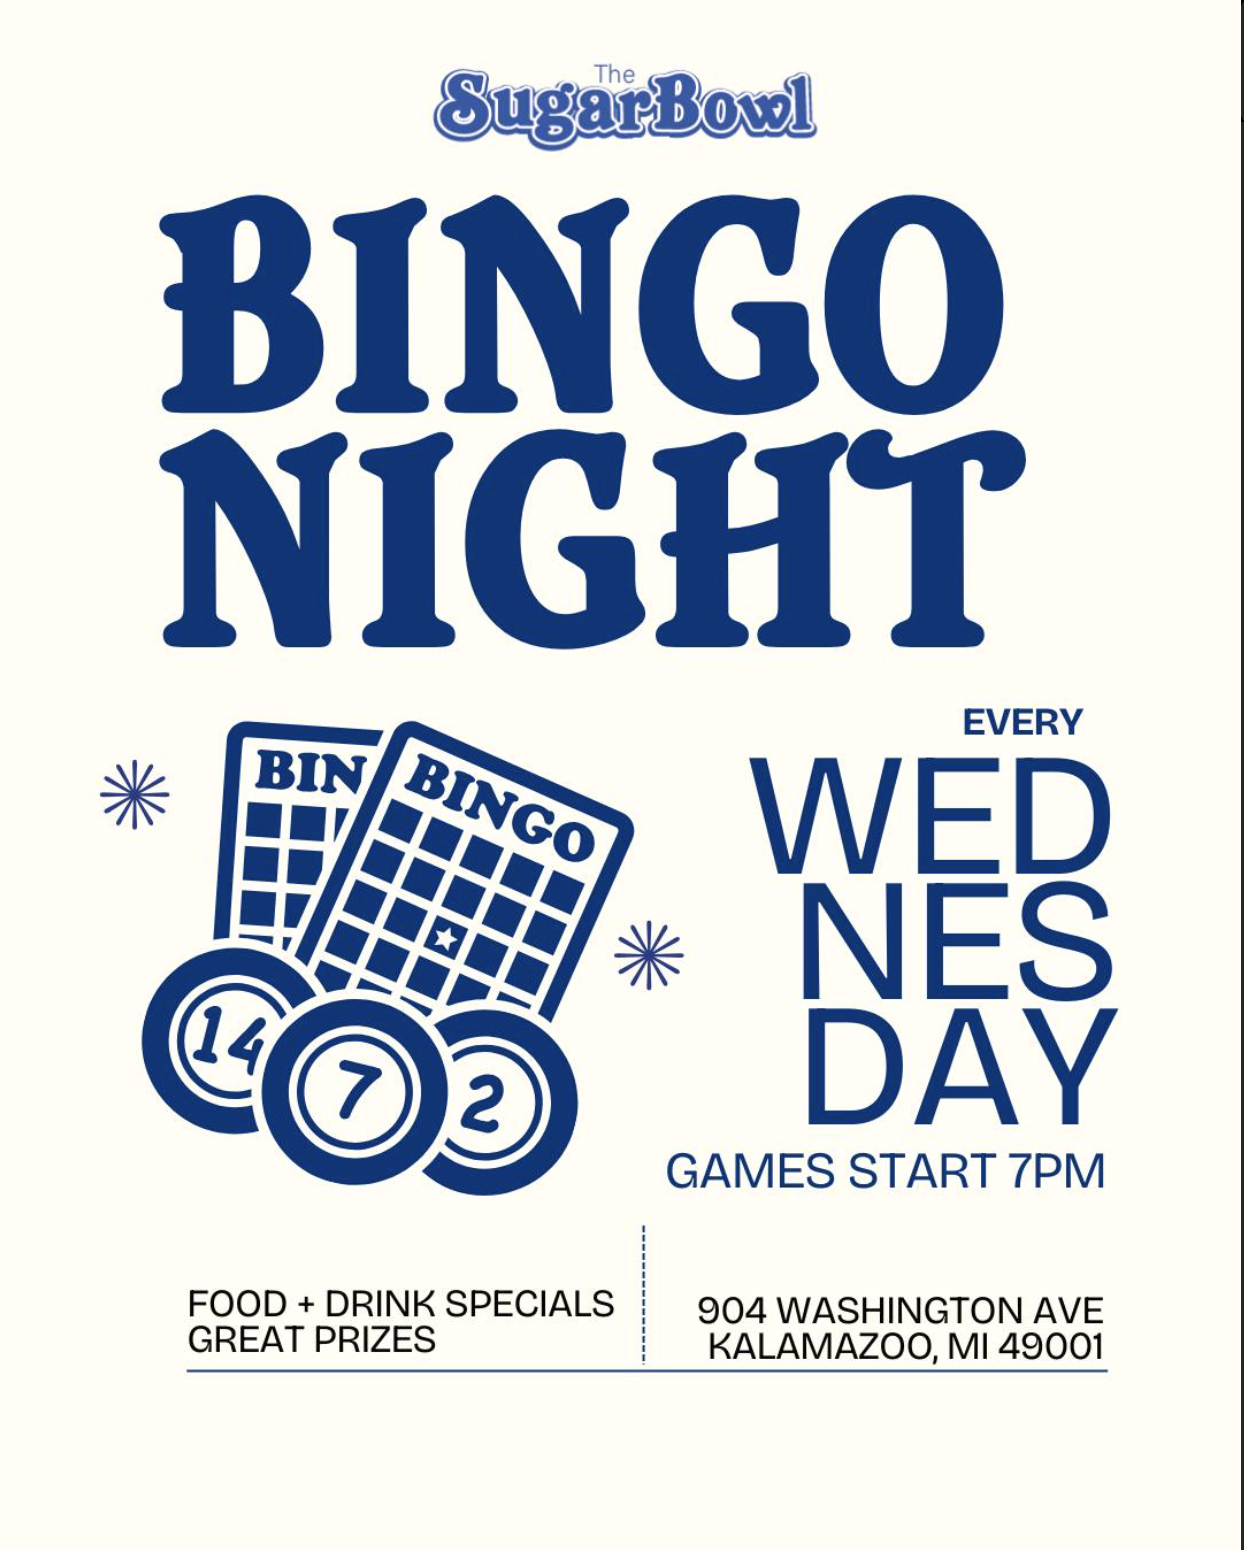 The
SugarBowl
BINGO
NIGHT
BIN
BINGO
14
7
2
EVERY
WED
NES
DAY
GAMES START 7PM
FOOD + DRINK SPECIALS
GREAT PRIZES
904 WASHINGTON AVE
KALAMAZOO, MI 49001